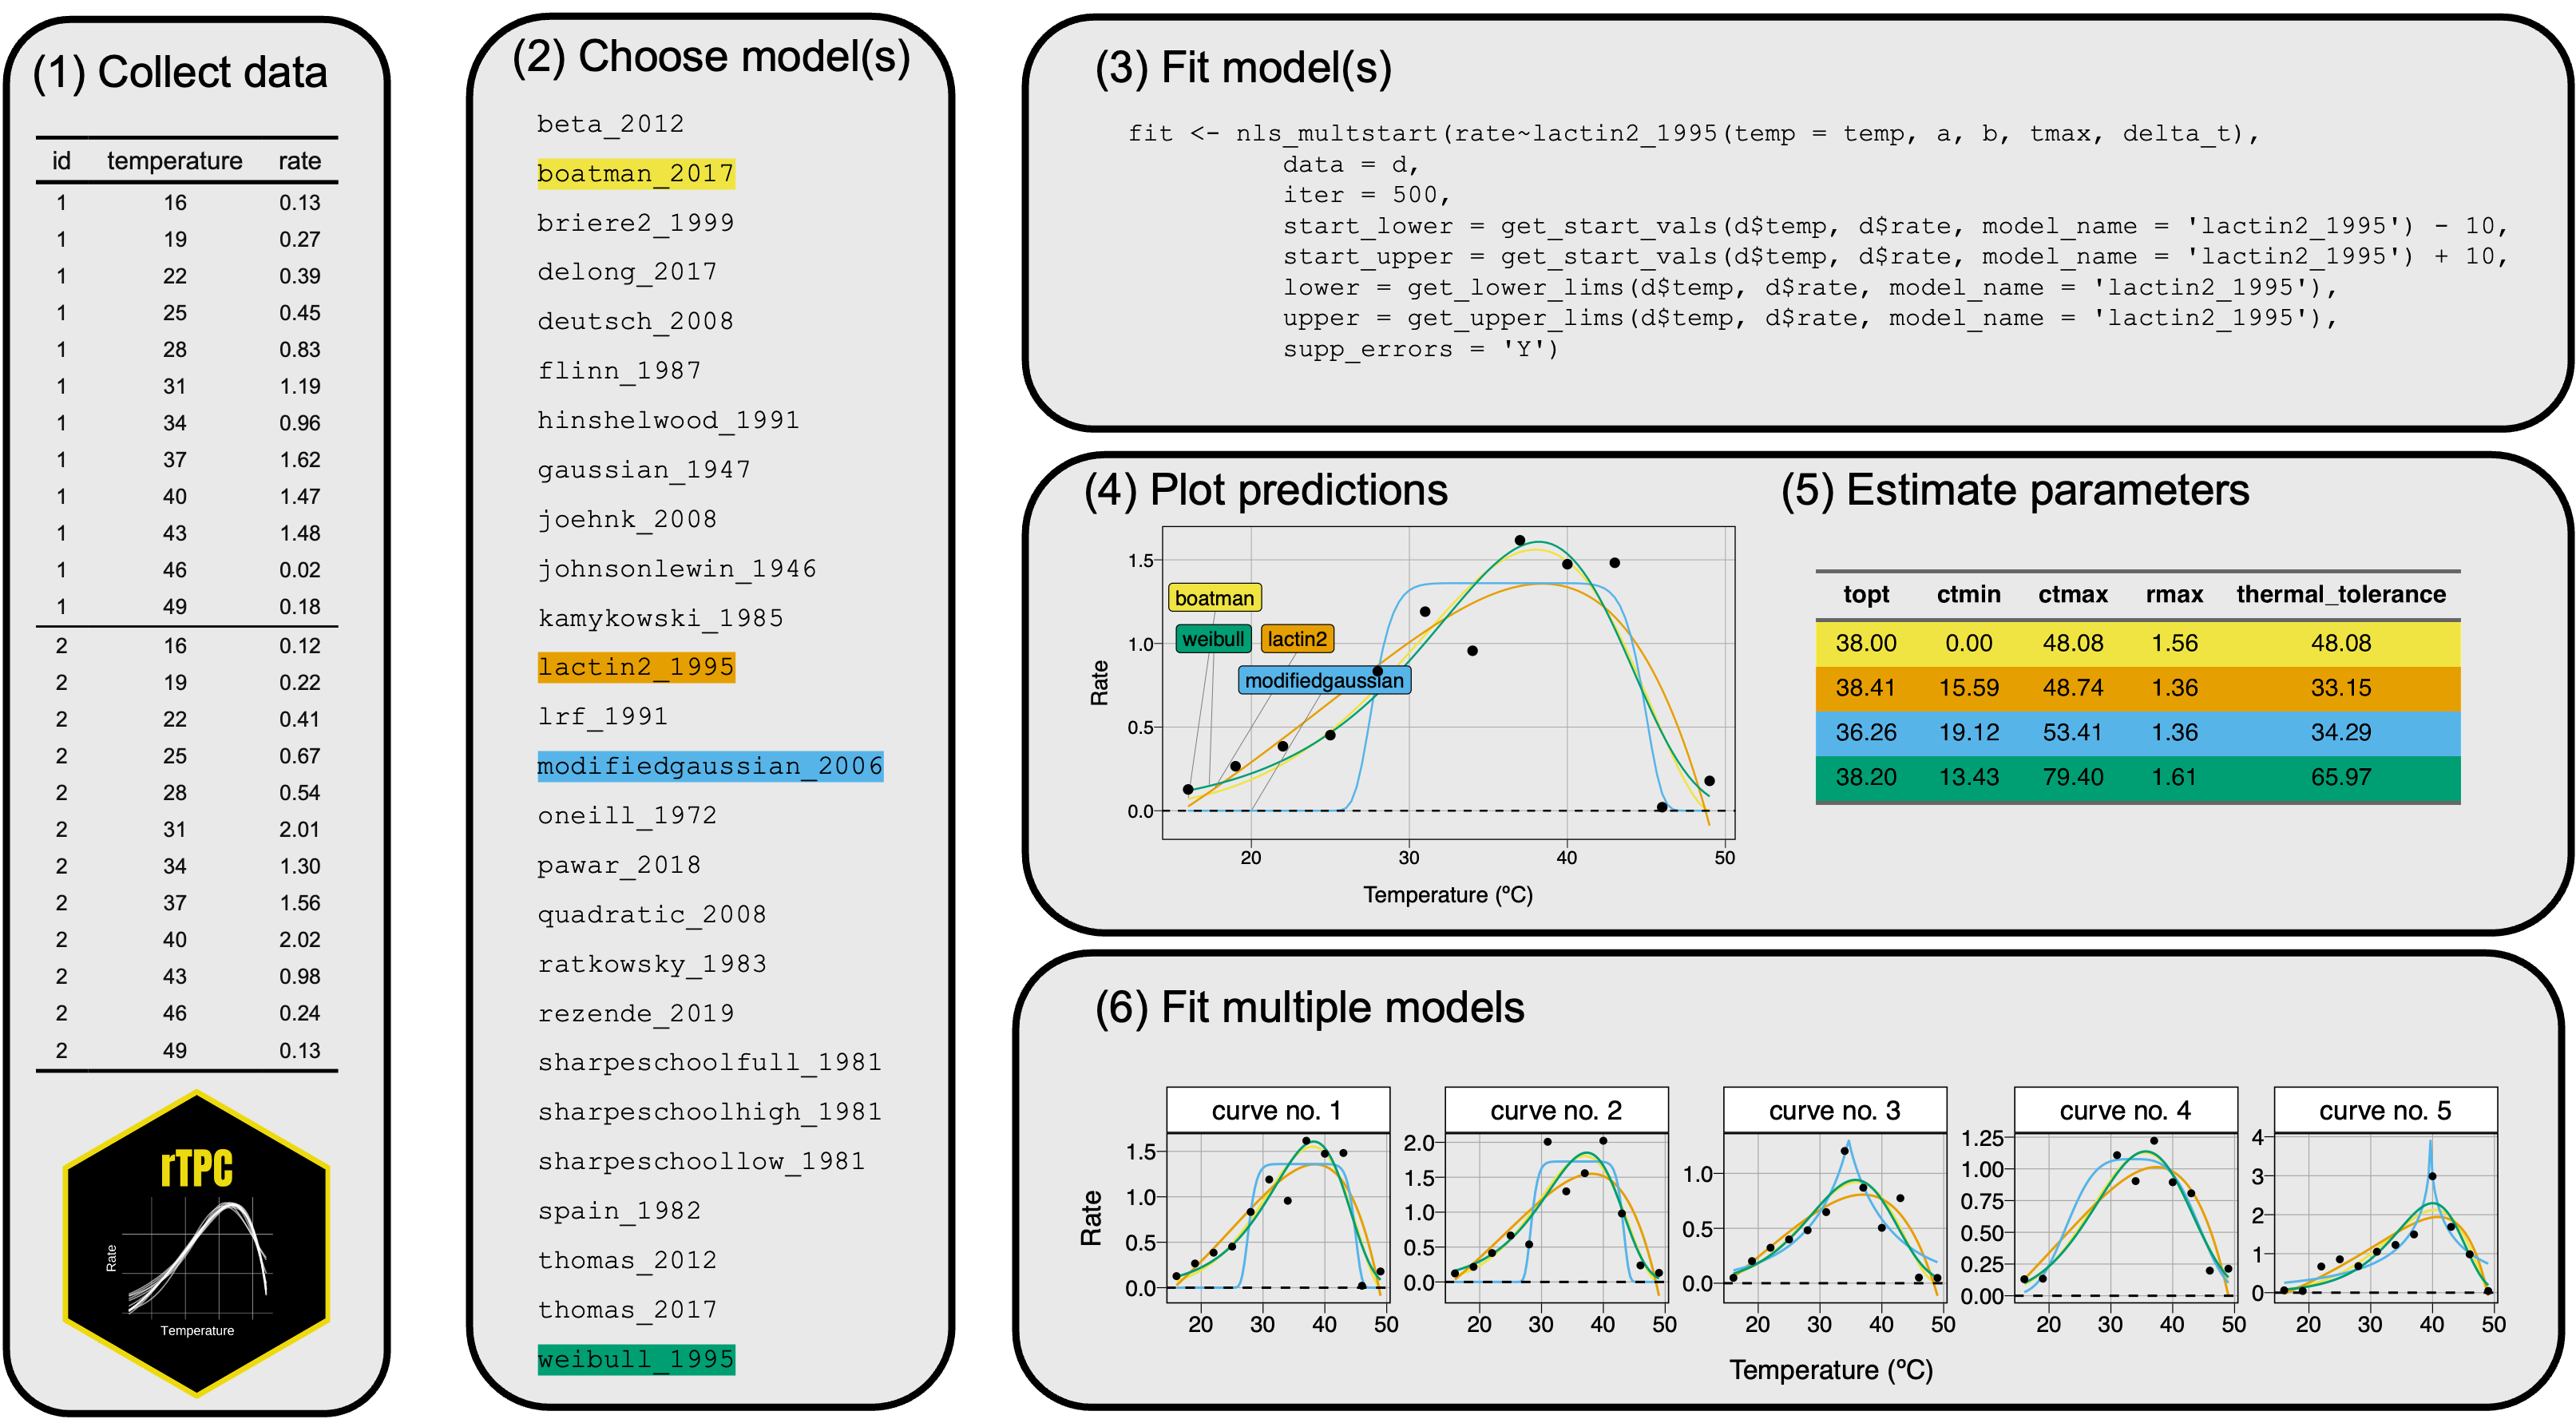 (1) Collect data
id temperature rate
1 16 0.13
1 19 0.27
1 22 0.39
1 25 0.45
1 28 0.83
1 31 1.19
1 34 0.96
1 37 1.62
1 40 1.47
1 43 1.48
1 46 0.02
1 49 0.18
2 16 0.12
2 19 0.22
2 22 0.41
2 25 0.67
2 28 0.54
2 31 2.01
2 34 1.30
2 37 1.56
2 40 2.02
2 43 0.98
2 46 0.24
2 49 0.13
rTPC
Rate
Temperature
(2) Choose model(s)
beta_2012
boatman_2017
briere2_1999
delong_2017
deutsch_2008
flinn_1987
hinshelwood_1991
gaussian_1947
joehnk_2008
johnsonlewin_1946
kamykowski_1985
lactin2_1995
lrf_1991
modifiedgaussian_2006
oneill_1972
pawar_2018
quadratic_2008
ratkowsky_1983
rezende_2019
sharpeschoolfull_1981
sharpeschoolhigh_1981
sharpeschoollow_1981
spain_1982
thomas_2012
thomas_2017
weibull_1995
(3) Fit model(s)
fit <- nls_multstart(rate~lactin2_1995(temp = temp, a, b, tmax, delta_t),
data = d,
iter = 500,
start_lower = get_start_vals(d$temp, d$rate, model_name = 'lactin2_1995') - 10,
start_upper = get_start_vals(d$temp, d$rate, model_name = 'lactin2_1995') + 10,
lower = get_lower_lims(d$temp, d$rate, model_name = 'lactin2_1995'),
upper = get_upper_lims(d$temp, d$rate, model_name = 'lactin2_1995'),
supp_errors = 'Y')
(4) Plot predictions
1.5
1.0
0.5
0.0
Rate
boatman
weibull
lactin2
modifiedgaussian
20 30 40 50
Temperature (ºC)
(5) Estimate parameters
topt ctmin ctmax rmax thermal_tolerance
38.00 0.00 48.08 1.56 48.08
38.41 15.59 48.74 1.36 33.15
36.26 19.12 53.41 1.36 34.29
38.20 13.43 79.40 1.61 65.97
(6) Fit multiple models
Rate
curve no. 1
1.5
1.0
0.5
0.0
20 30 40 50
curve no. 2
2.0
1.5
1.0
0.5
0.0
20 30 40 50
curve no. 3
1.0
0.5
0.0
20 30 40 50
curve no. 4
1.25
1.00
0.75
0.50
0.25
0.00
20 30 40 50
curve no. 5
4
3
2
1
0
20 30 40 50
Temperature (ºC)